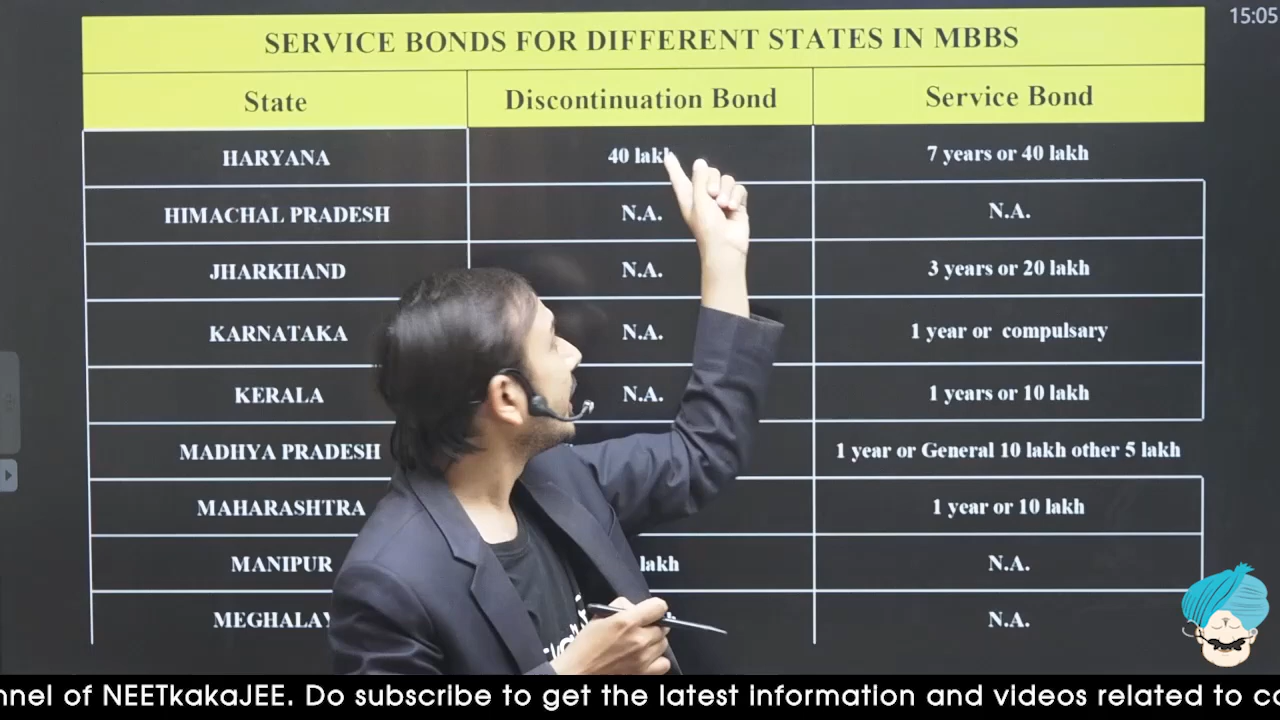 15:05
SERVICE BONDS FOR DIFFERENT STATES IN MBBS
State Discontinuation Bond Service Bond
HARYANA 40 lakh 7 years or 40 lakh
HIMACHAL PRADESH N.A. N.A.
JHARKHAND N.A. 3 years or 20 lakh
KARNATAKA N.A. 1 year or compulsary
KERALA N.A. 1 years or 10 lakh
MADHYA PRADESH 1 year or General 10 lakh other 5 lakh
MAHARASHTRA 1 year or 10 lakh
MANIPUR lakh N.A.
MEGHALAY N.A.
nnel of NEETkakaJEE. Do subscribe to get the latest information and videos related to co